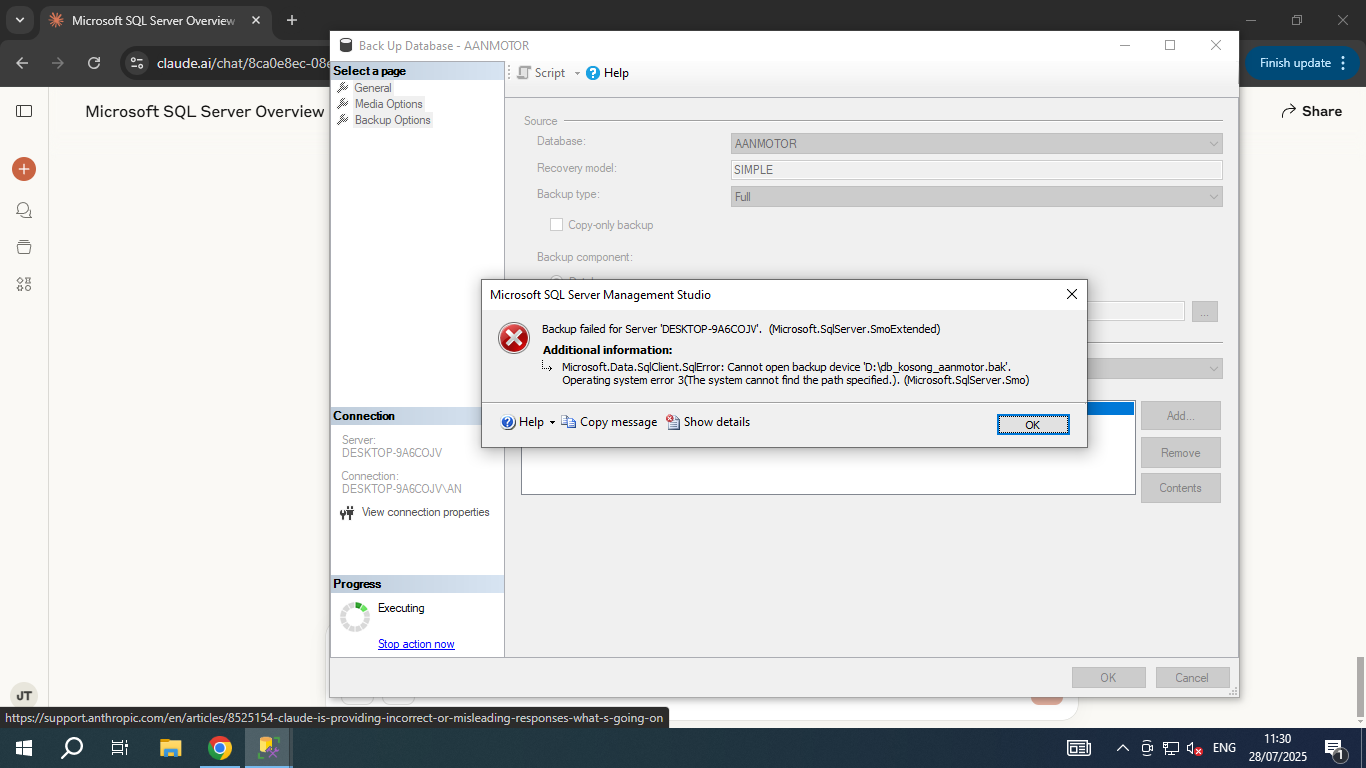 Microsoft SQL Server Overview
claude.ai/chat/8ca0e8ec-08e
Finish update
Microsoft SQL Server Overview
Share
Back Up Database - AANMOTOR
Select a page
General
Media Options
Backup Options
Script
Help
Source
Database:
AANMOTOR
Recovery model:
SIMPLE
Backup type:
Full
Copy-only backup
Backup component:
...
Microsoft SQL Server Management Studio
Backup failed for Server 'DESKTOP-9A6COJV'. (Microsoft.SqlServer.SmoExtended)
Additional information:
Microsoft.Data.SqlClient.SqlError: Cannot open backup device 'D:\db_kosong_aanmotor.bak'.
Operating system error 3(The system cannot find the path specified.). (Microsoft.SqlServer.Smo)
Help
Copy message
Show details
OK
Add...
Remove
Contents
Connection
Server:
DESKTOP-9A6COJV
Connection:
DESKTOP-9A6COJV\AN
View connection properties
Progress
Executing
Stop action now
OK
Cancel
JT
https://support.anthropic.com/en/articles/8525154-claude-is-providing-incorrect-or-misleading-responses-what-s-going-on
ENG
11:30
28/07/2025
1